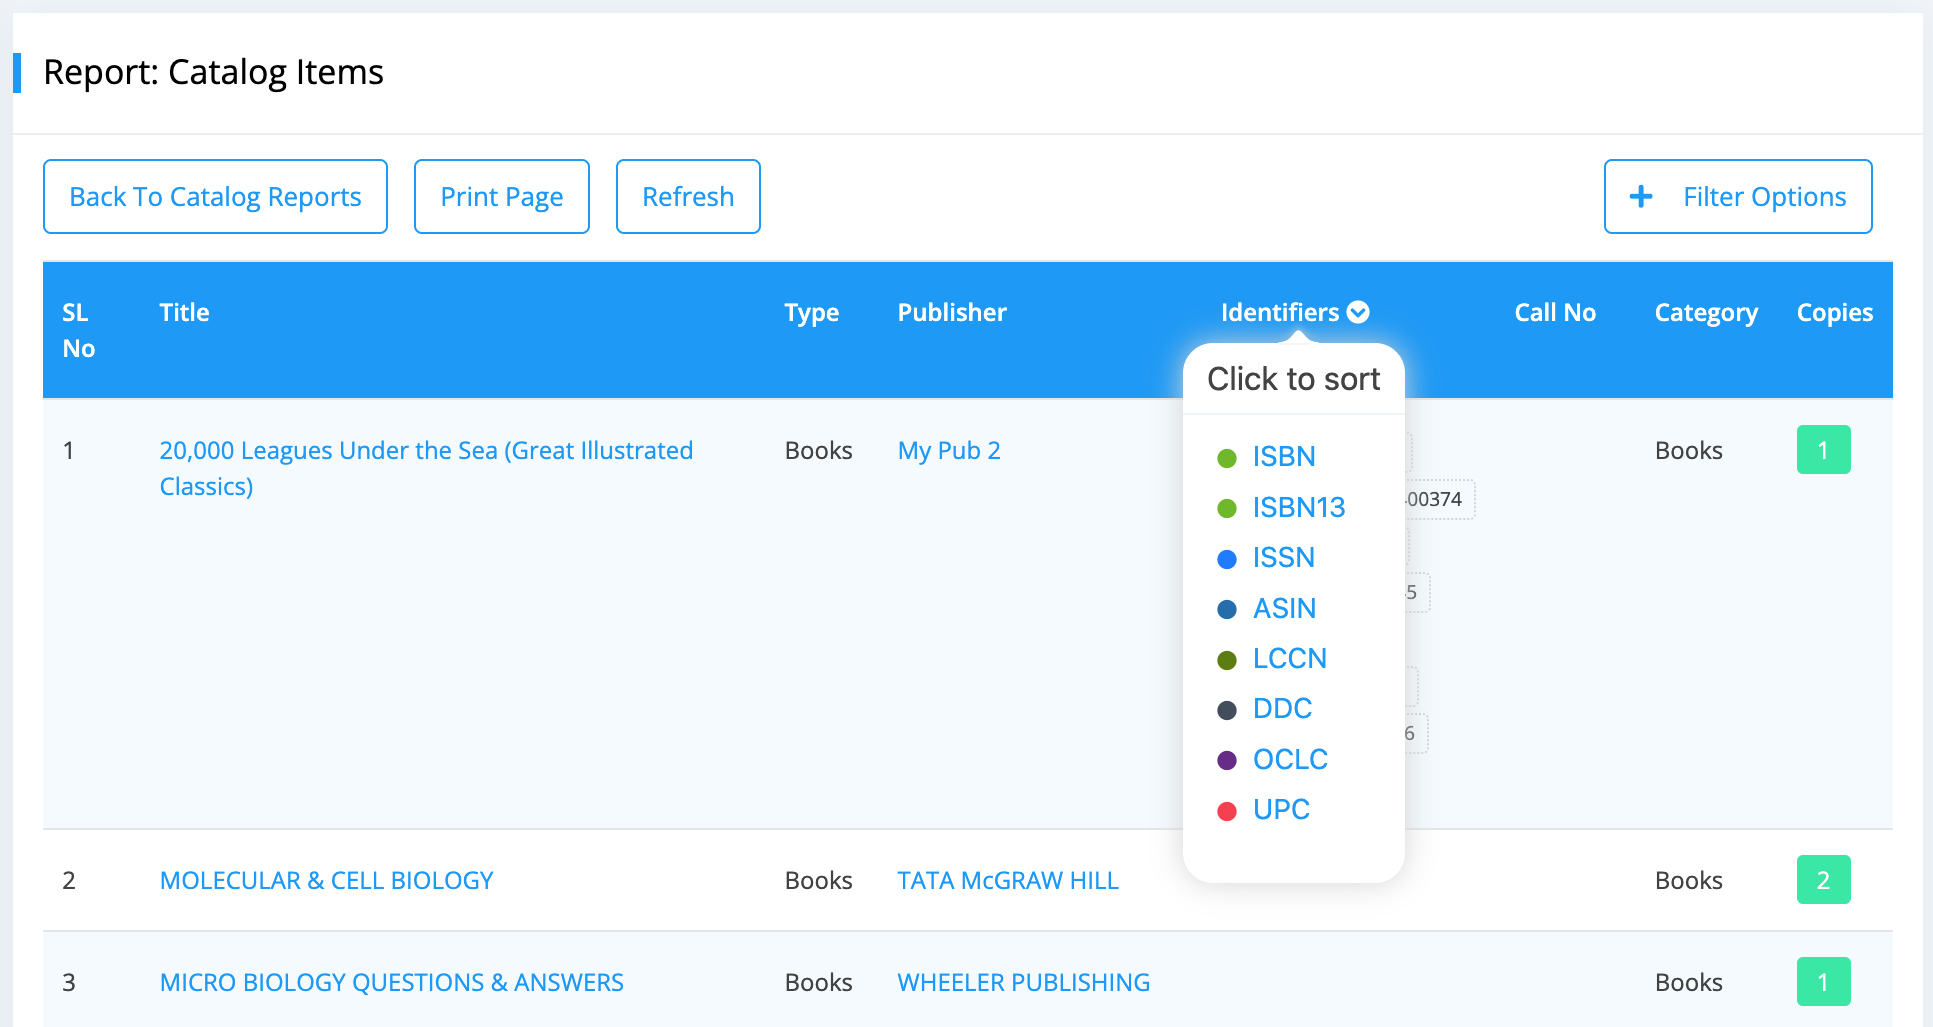 Report: Catalog Items
Back To Catalog Reports
Print Page
Refresh
Filter Options
SL No
Title
Type
Publisher
Identifiers
Call No
Category
Copies
Click to sort
ISBN
ISBN13
ISSN
ASIN
LCCN
DDC
OCLC
UPC
1
20,000 Leagues Under the Sea (Great Illustrated
Classics)
Books
My Pub 2
00374
5
6
Books
1
2
MOLECULAR & CELL BIOLOGY
Books
TATA McGRAW HILL
Books
2
3
MICRO BIOLOGY QUESTIONS & ANSWERS
Books
WHEELER PUBLISHING
Books
1